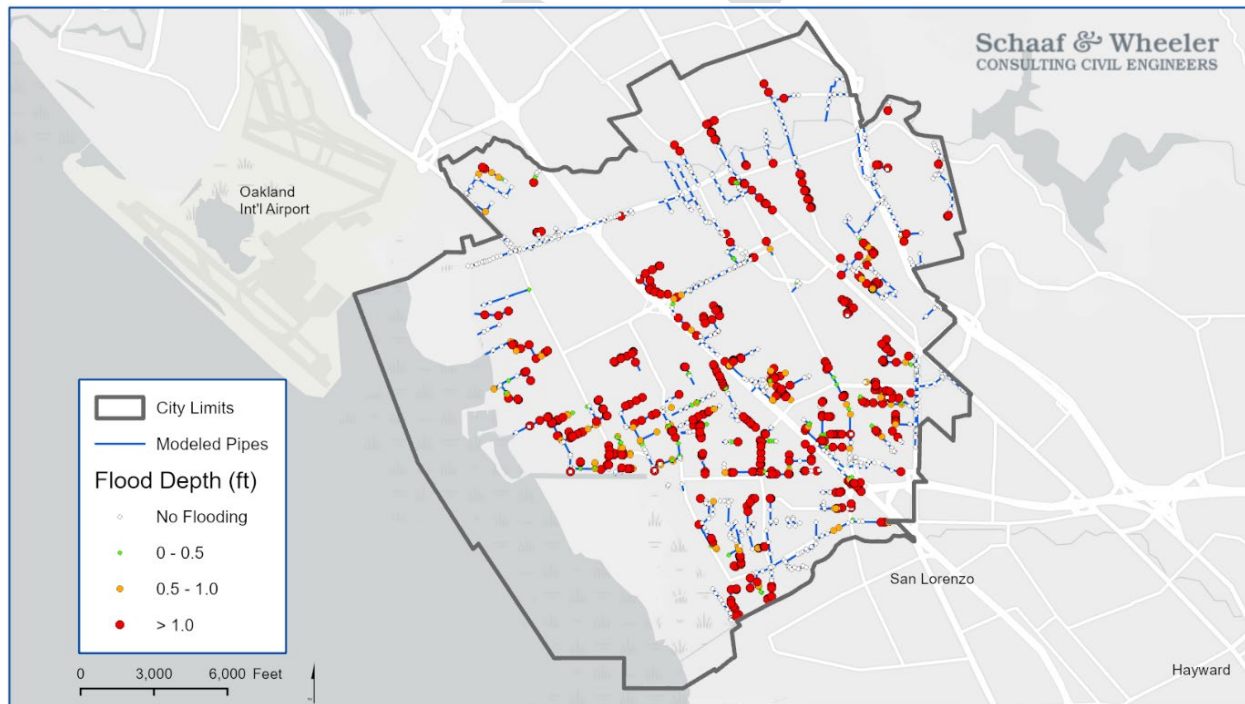 Schaaf & Wheeler
CONSULTING CIVIL ENGINEERS
Oakland
Int'l Airport
City Limits
Modeled Pipes
Flood Depth (ft)
No Flooding
0 - 0.5
0.5 - 1.0
> 1.0
San Lorenzo
Hayward
0 3,000 6,000 Feet